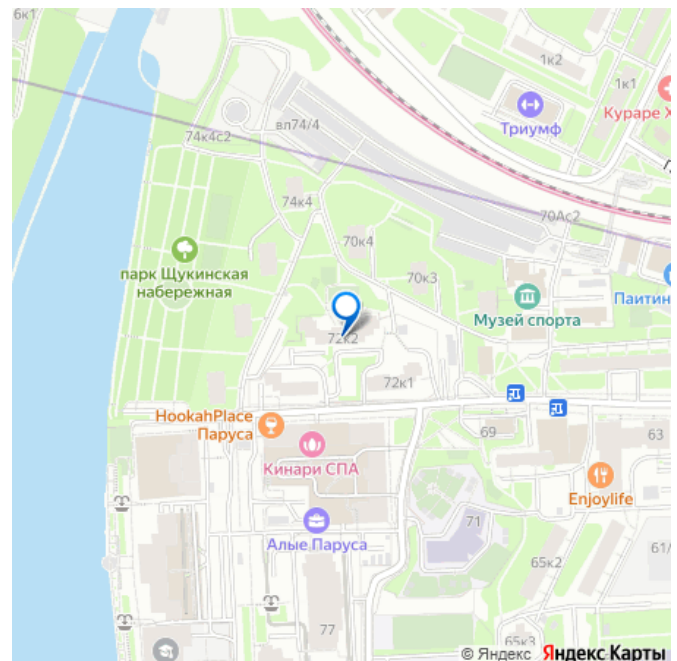 6к1
1к2
1к1
Триумф
Кураре Х
вл74/4
74к4с2
74к4
70Ас2
70к4
70к3
парк Щукинская
набережная
Музей спорта
Паитин
72к2
72к1
HookahPlace
Паруса
69
63
Кинари СПА
Enjoylife
Алые Паруса
71
61/
65к2
77
65к3
© Яндекс Яндекс Карты